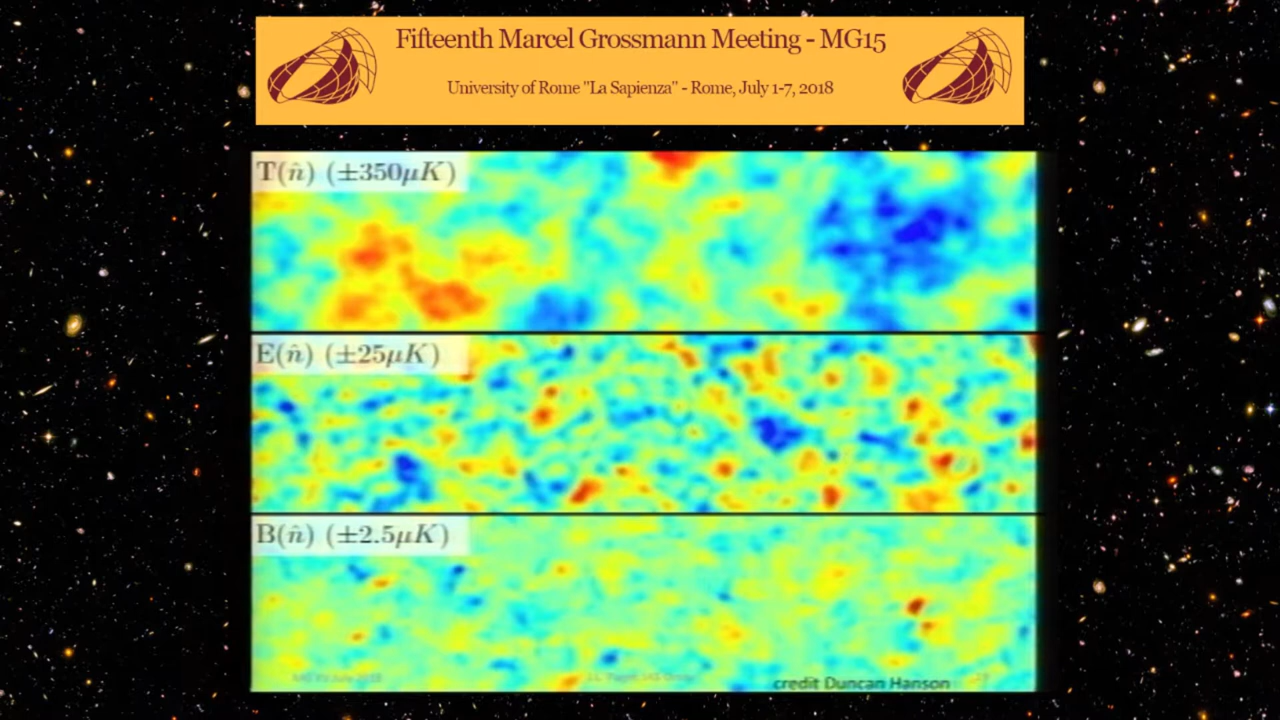 Fifteenth Marcel Grossmann Meeting - MG15
University of Rome "La Sapienza" - Rome, July 1-7, 2018
T(n̂) (±350μK)
E(n̂) (±25μK)
B(n̂) (±2.5μK)
credit Duncan Hanson